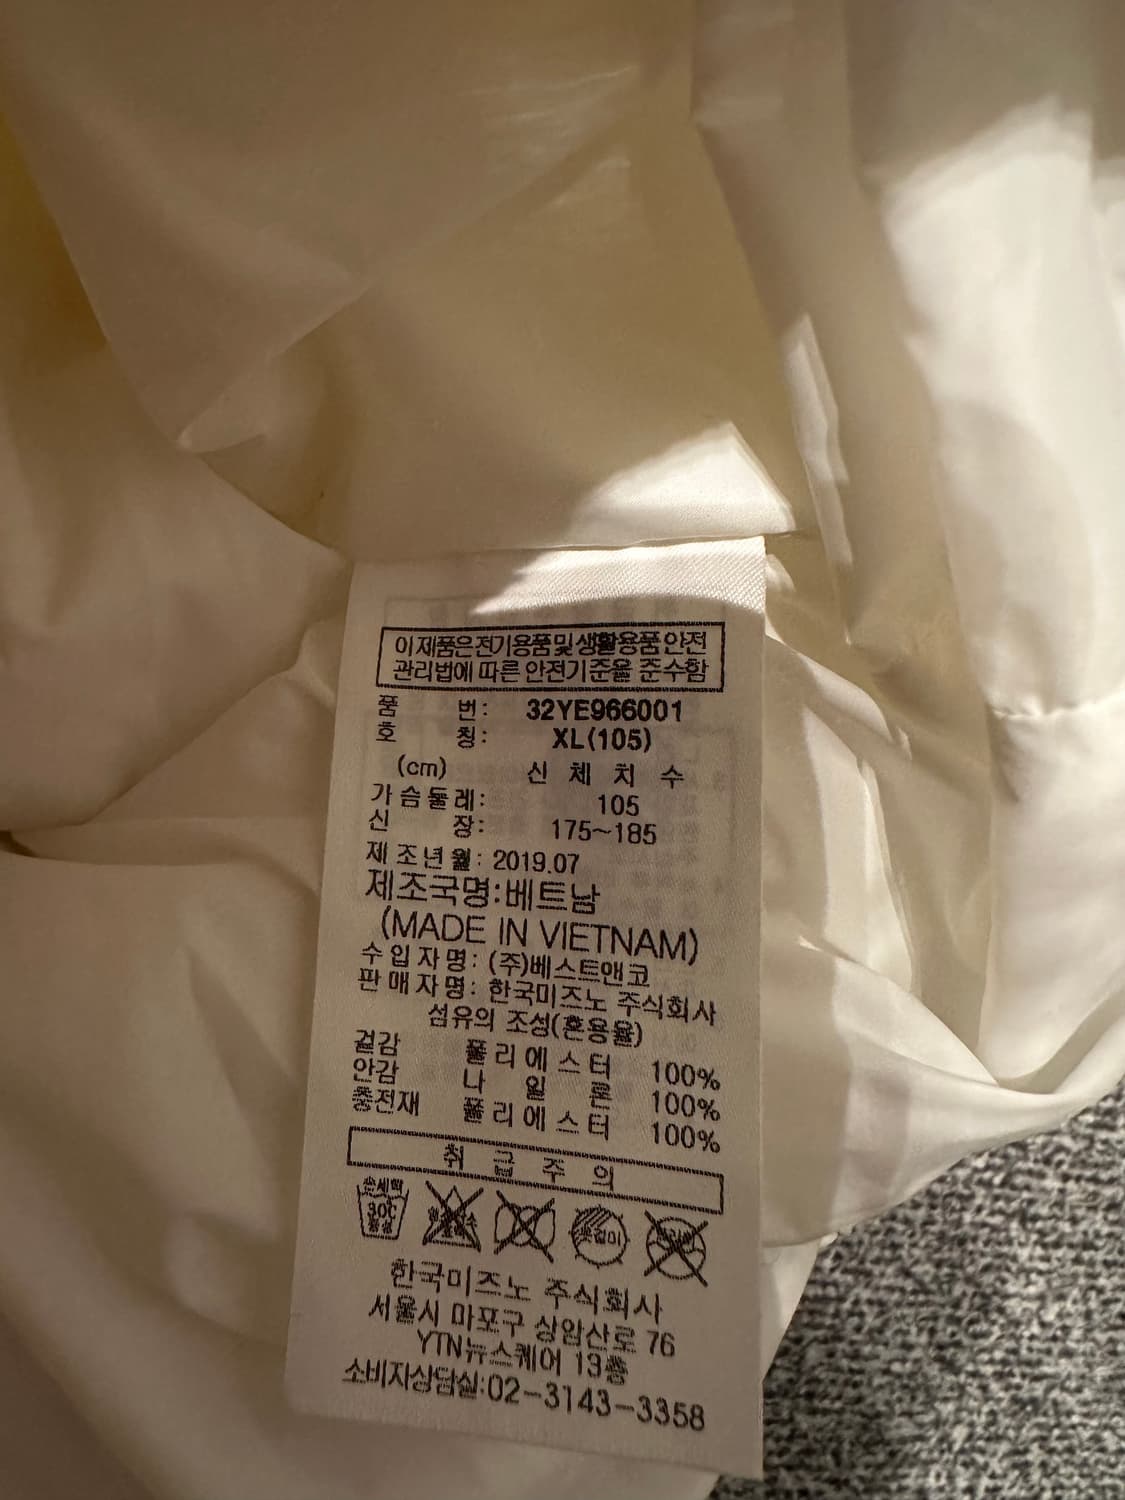 이 제품은 전기용품 및 생활용품 안전
관리법에 따른 안전기준을 준수함
품 번: 32YE966001
호 칭: XL(105)
(cm) 신 체 치 수
가슴둘레: 105
신 장: 175~185
제조년월: 2019.07
제조국명:베트남
(MADE IN VIETNAM)
수입자명: (주)베스트앤코
판매자명: 한국미즈노 주식회사
섬유의 조성(혼용율)
겉감 폴리에스터 100%
안감 나 일 론 100%
충전재 폴리에스터 100%
취 급 주 의
손세탁
30℃
중성
한국미즈노 주식회사
서울시 마포구 상암산로 76
YTN뉴스퀘어 13층
소비자상담실:02-3143-3358